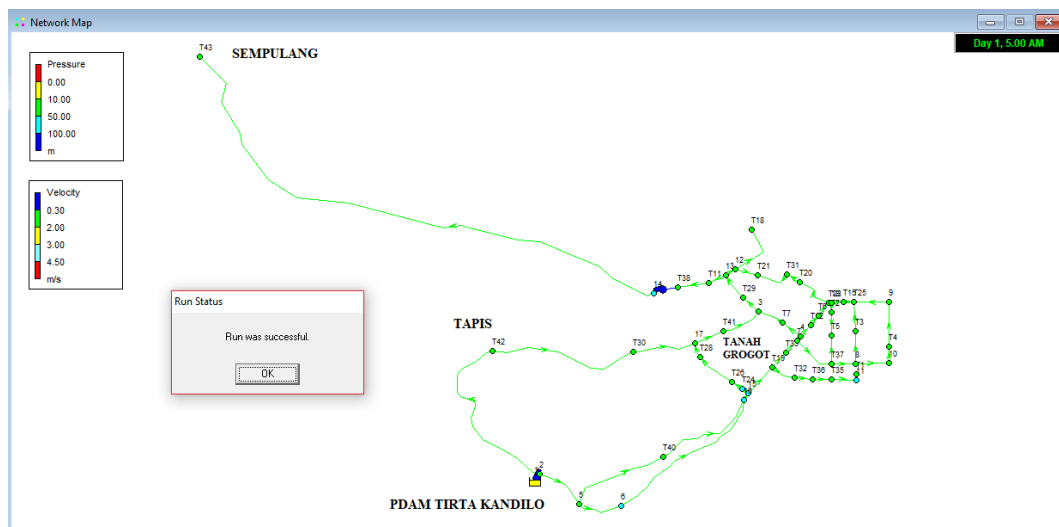 Network Map
Day 1, 5.00 AM
Pressure
0.00
10.00
50.00
100.00
m
Velocity
0.30
2.00
3.00
4.50
m/s
T43
SEMPULANG
T18
12
13
T21
T31
T20
14
T38
T11
T29
3
T7
9
T25
Run Status
Run was successful.
OK
TAPIS
T42
T30
17
T41
T28
TANAH
GROGOT
T5
T3
T4
T37
8
10
T26
T24
T32
T36
T35
11
2
T40
5
6
PDAM TIRTA KANDILO